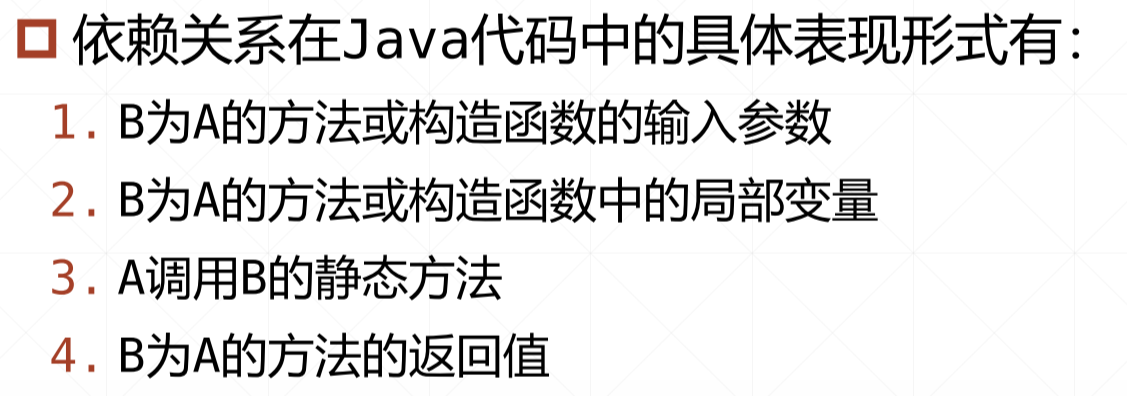 依赖关系在Java代码中的具体表现形式有:
1. B为A的方法或构造函数的输入参数
2. B为A的方法或构造函数中的局部变量
3. A调用B的静态方法
4. B为A的方法的返回值